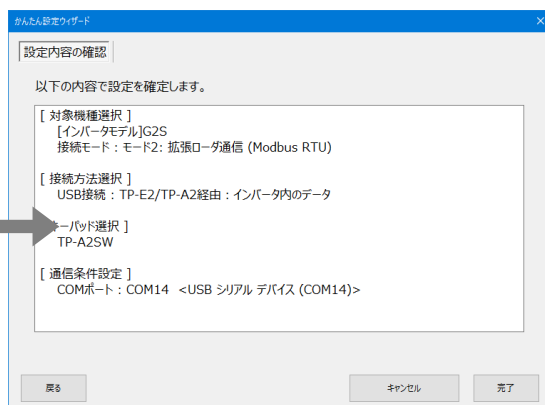 かんたん設定ウィザード
設定内容の確認
以下の内容で設定を確定します。
[ 対象機種選択 ]
[インバータモデル]G2S
接続モード : モード2: 拡張ローダ通信 (Modbus RTU)
[ 接続方法選択 ]
USB接続 : TP-E2/TP-A2経由 : インバータ内のデータ
ーパッド選択 ]
TP-A2SW
[ 通信条件設定 ]
COMポート : COM14 <USB シリアル デバイス (COM14)>
戻る
キャンセル
完了